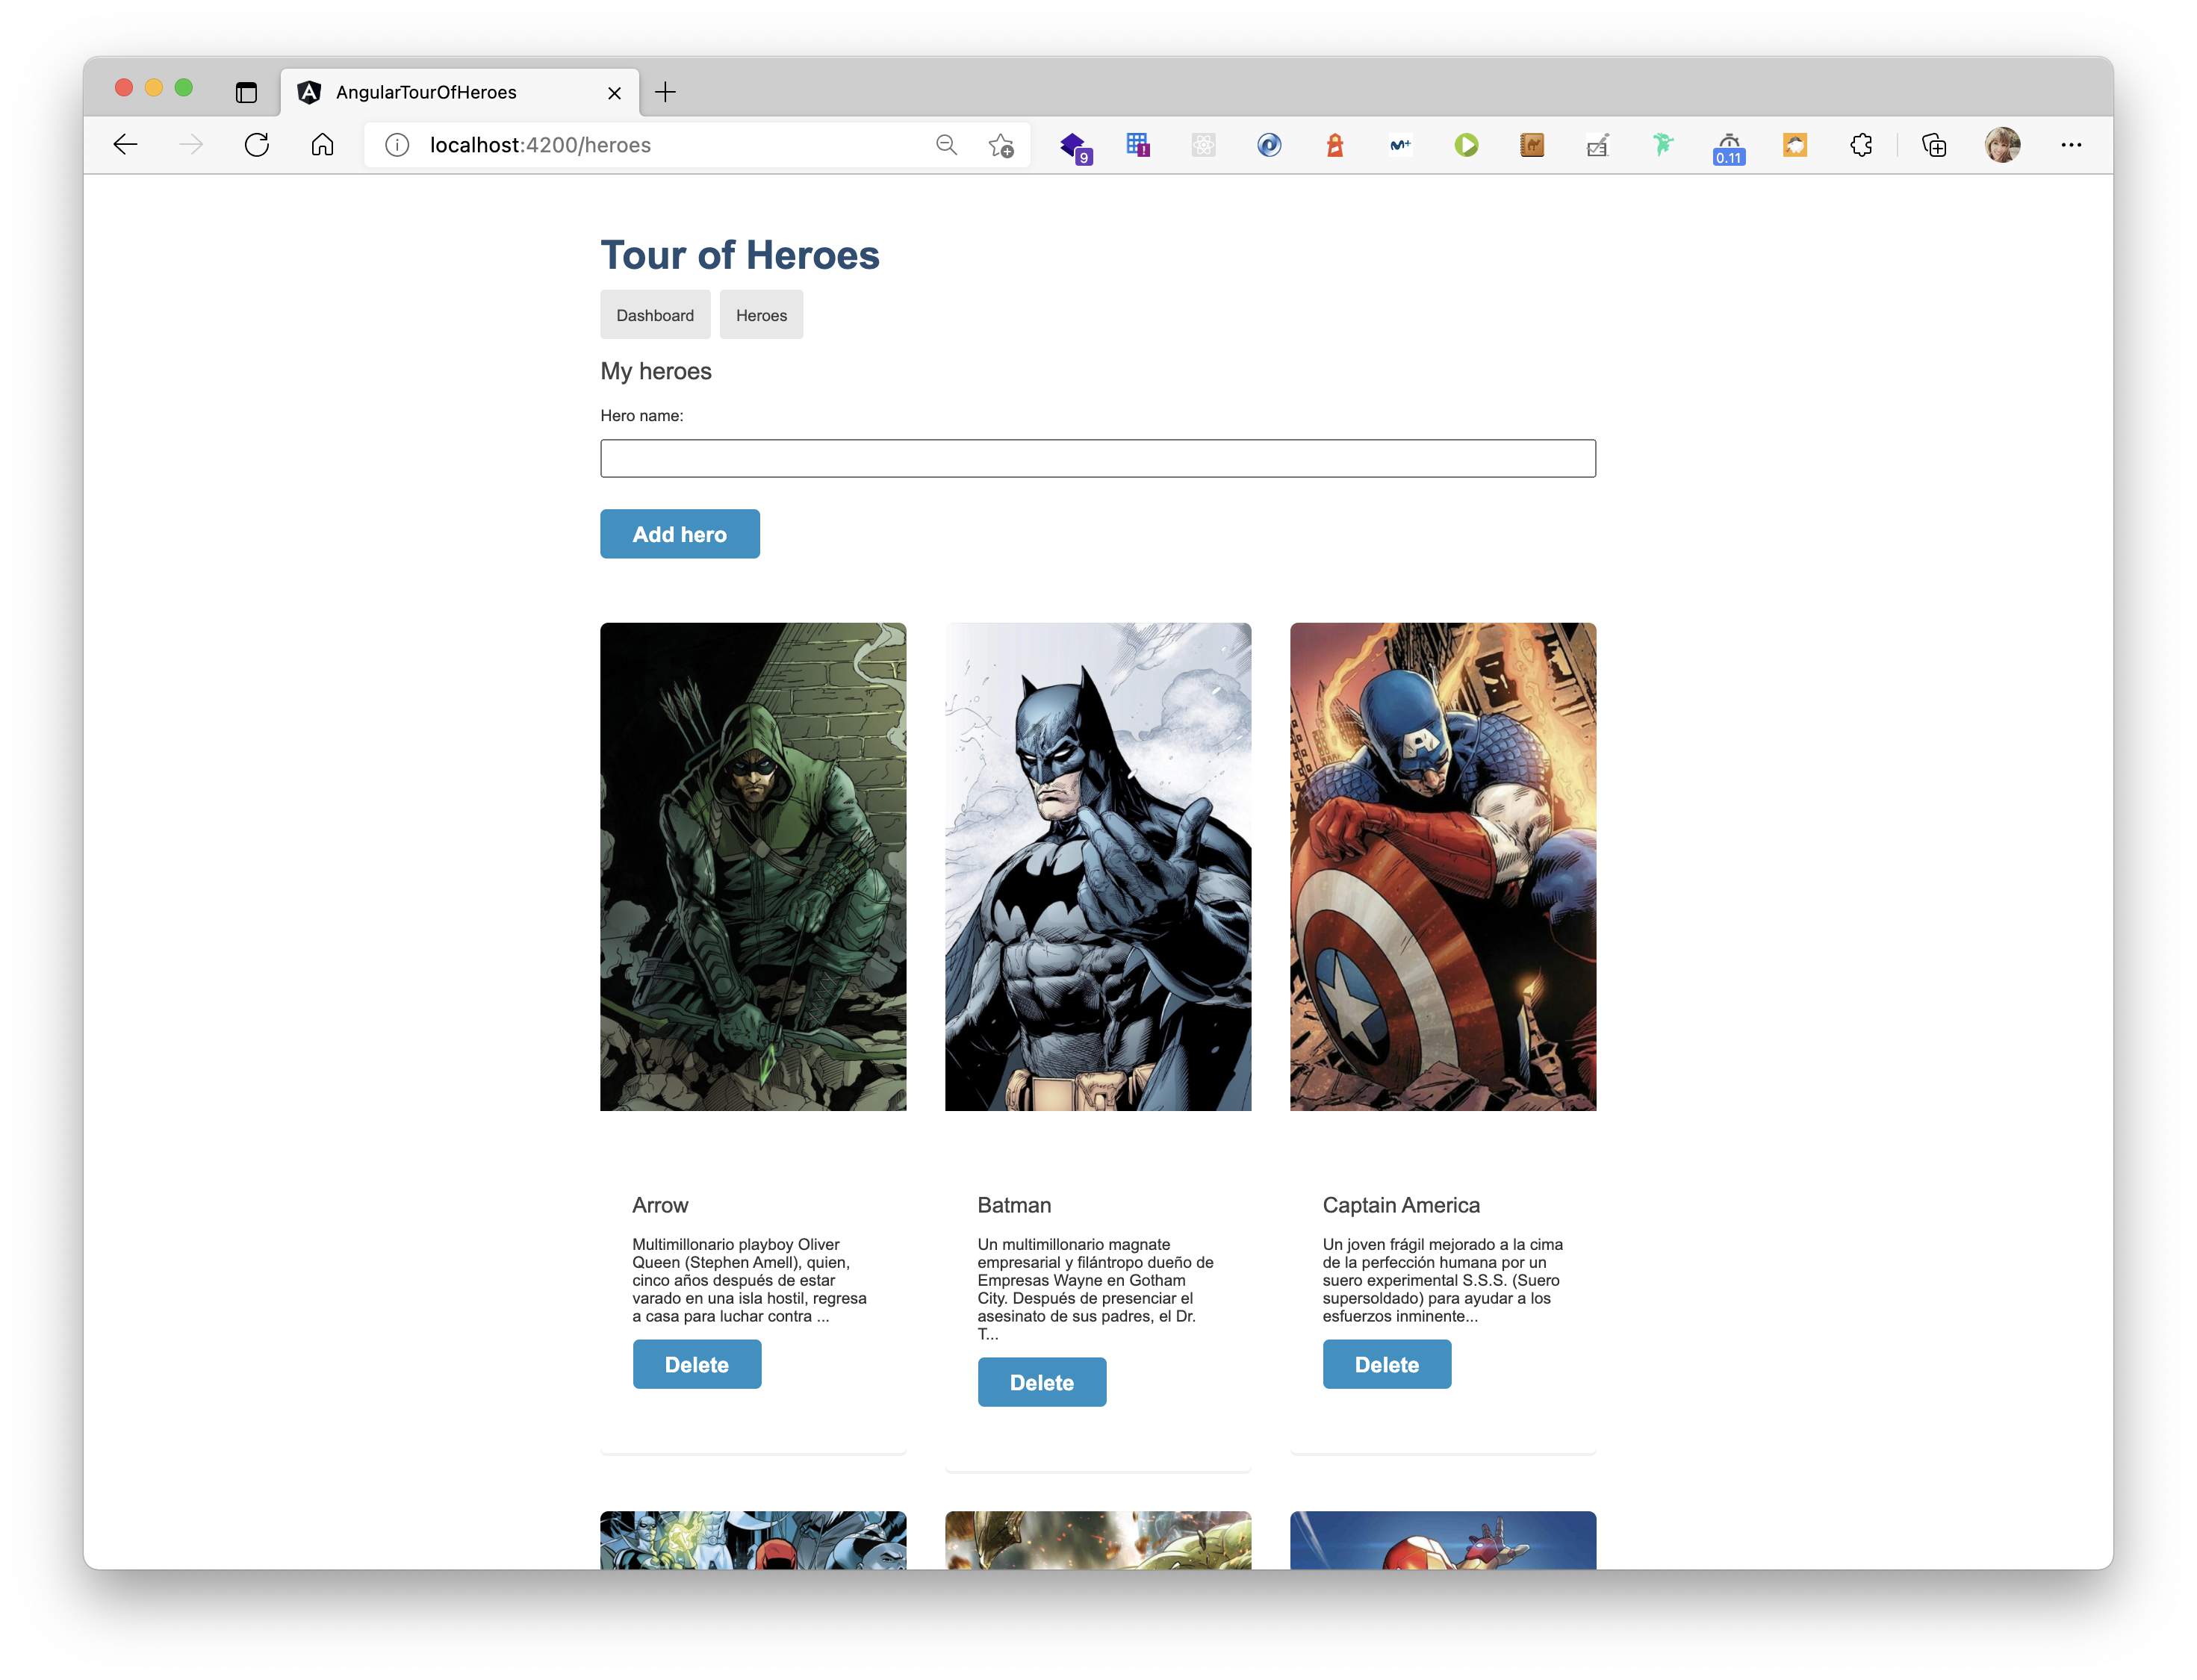 AngularTourOfHeroes
localhost:4200/heroes
9
!
M+
0.11
Tour of Heroes
Dashboard
Heroes
My heroes
Hero name:
Add hero
A
Arrow
Multimillonario playboy Oliver
Queen (Stephen Amell), quien,
cinco años después de estar
varado en una isla hostil, regresa
a casa para luchar contra ...
Delete
Batman
Un multimillonario magnate
empresarial y filántropo dueño de
Empresas Wayne en Gotham
City. Después de presenciar el
asesinato de sus padres, el Dr.
T...
Delete
Captain America
Un joven frágil mejorado a la cima
de la perfección humana por un
suero experimental S.S.S. (Suero
supersoldado) para ayudar a los
esfuerzos inminente...
Delete